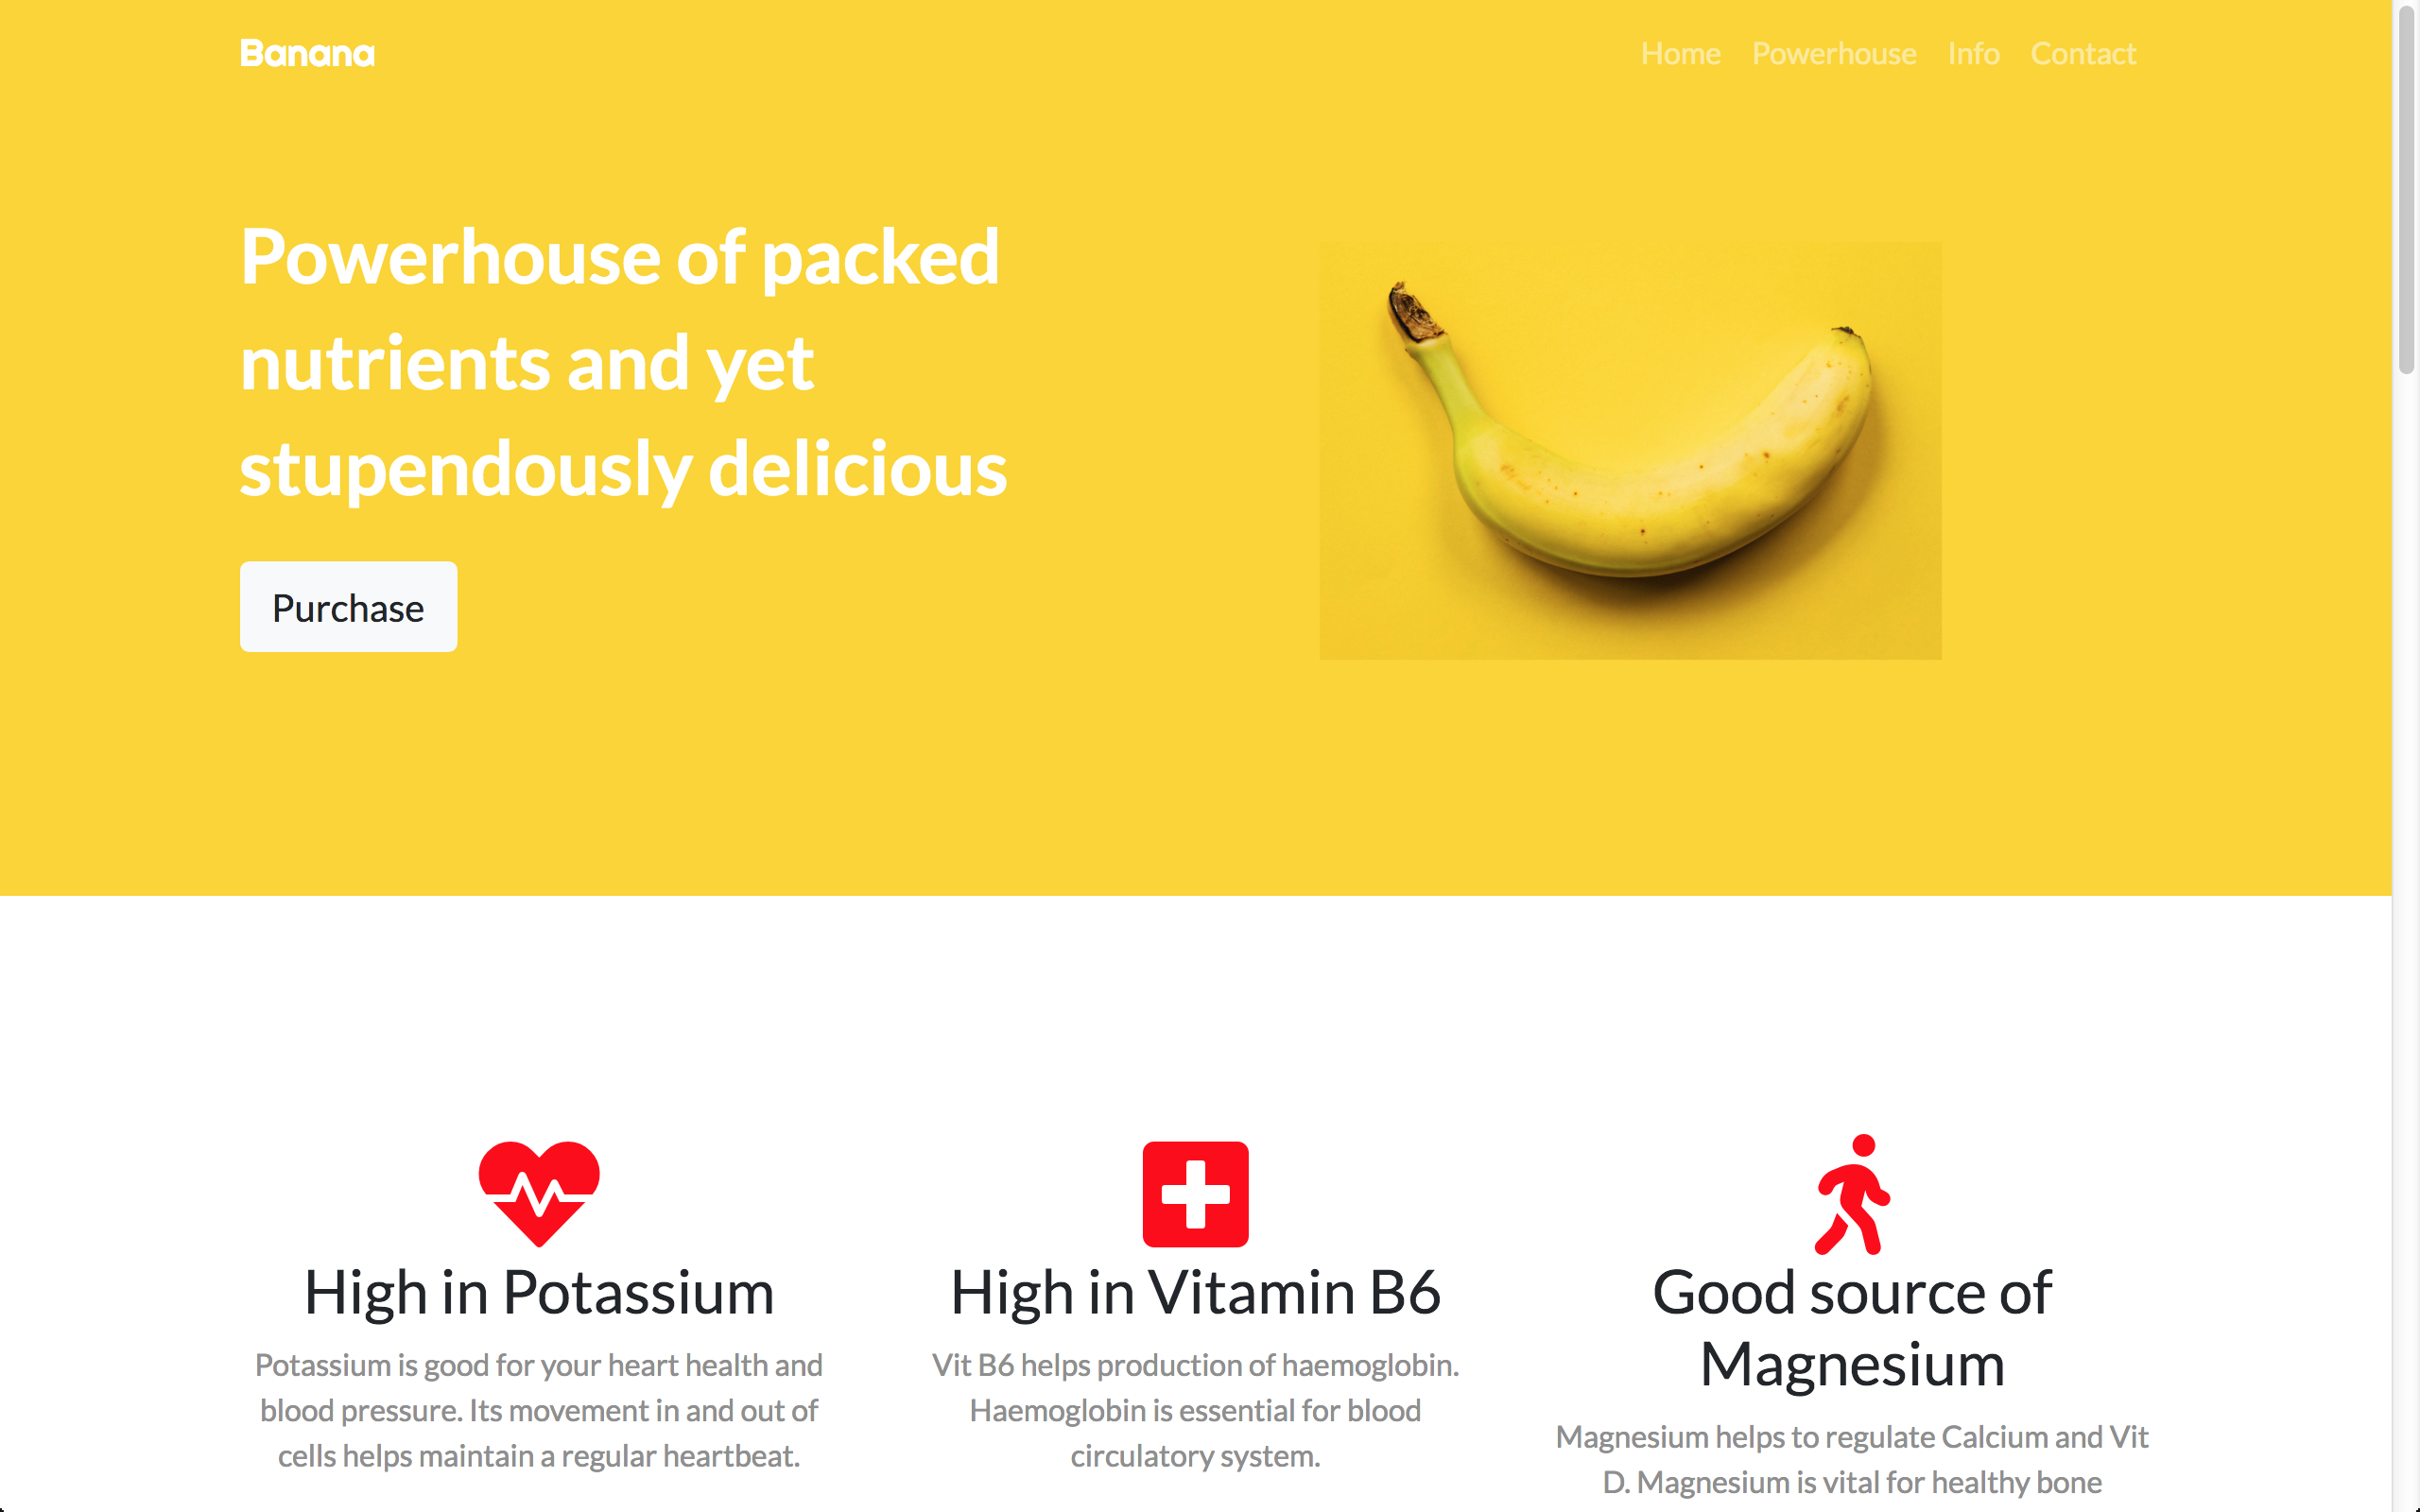 Banana
Home Powerhouse Info Contact
Powerhouse of packed
nutrients and yet
stupendously delicious
Purchase
High in Potassium
Potassium is good for your heart health and
blood pressure. Its movement in and out of
cells helps maintain a regular heartbeat.
High in Vitamin B6
Vit B6 helps production of haemoglobin.
Haemoglobin is essential for blood
circulatory system.
Good source of
Magnesium
Magnesium helps to regulate Calcium and Vit
D. Magnesium is vital for healthy bone